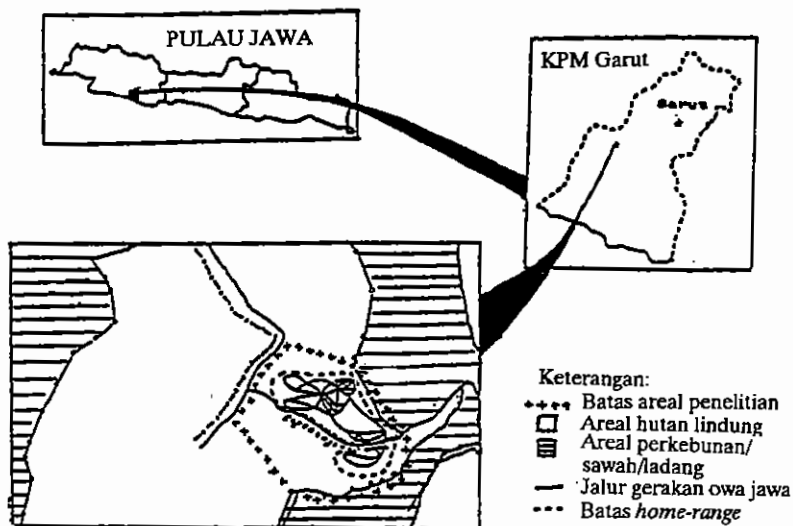 PULAU JAWA
KPM Garut
Garut
Keterangan:
Batas areal penelitian
Areal hutan lindung
Areal perkebunan/
sawah/ladang
Jalur gerakan owa jawa
Batas home-range